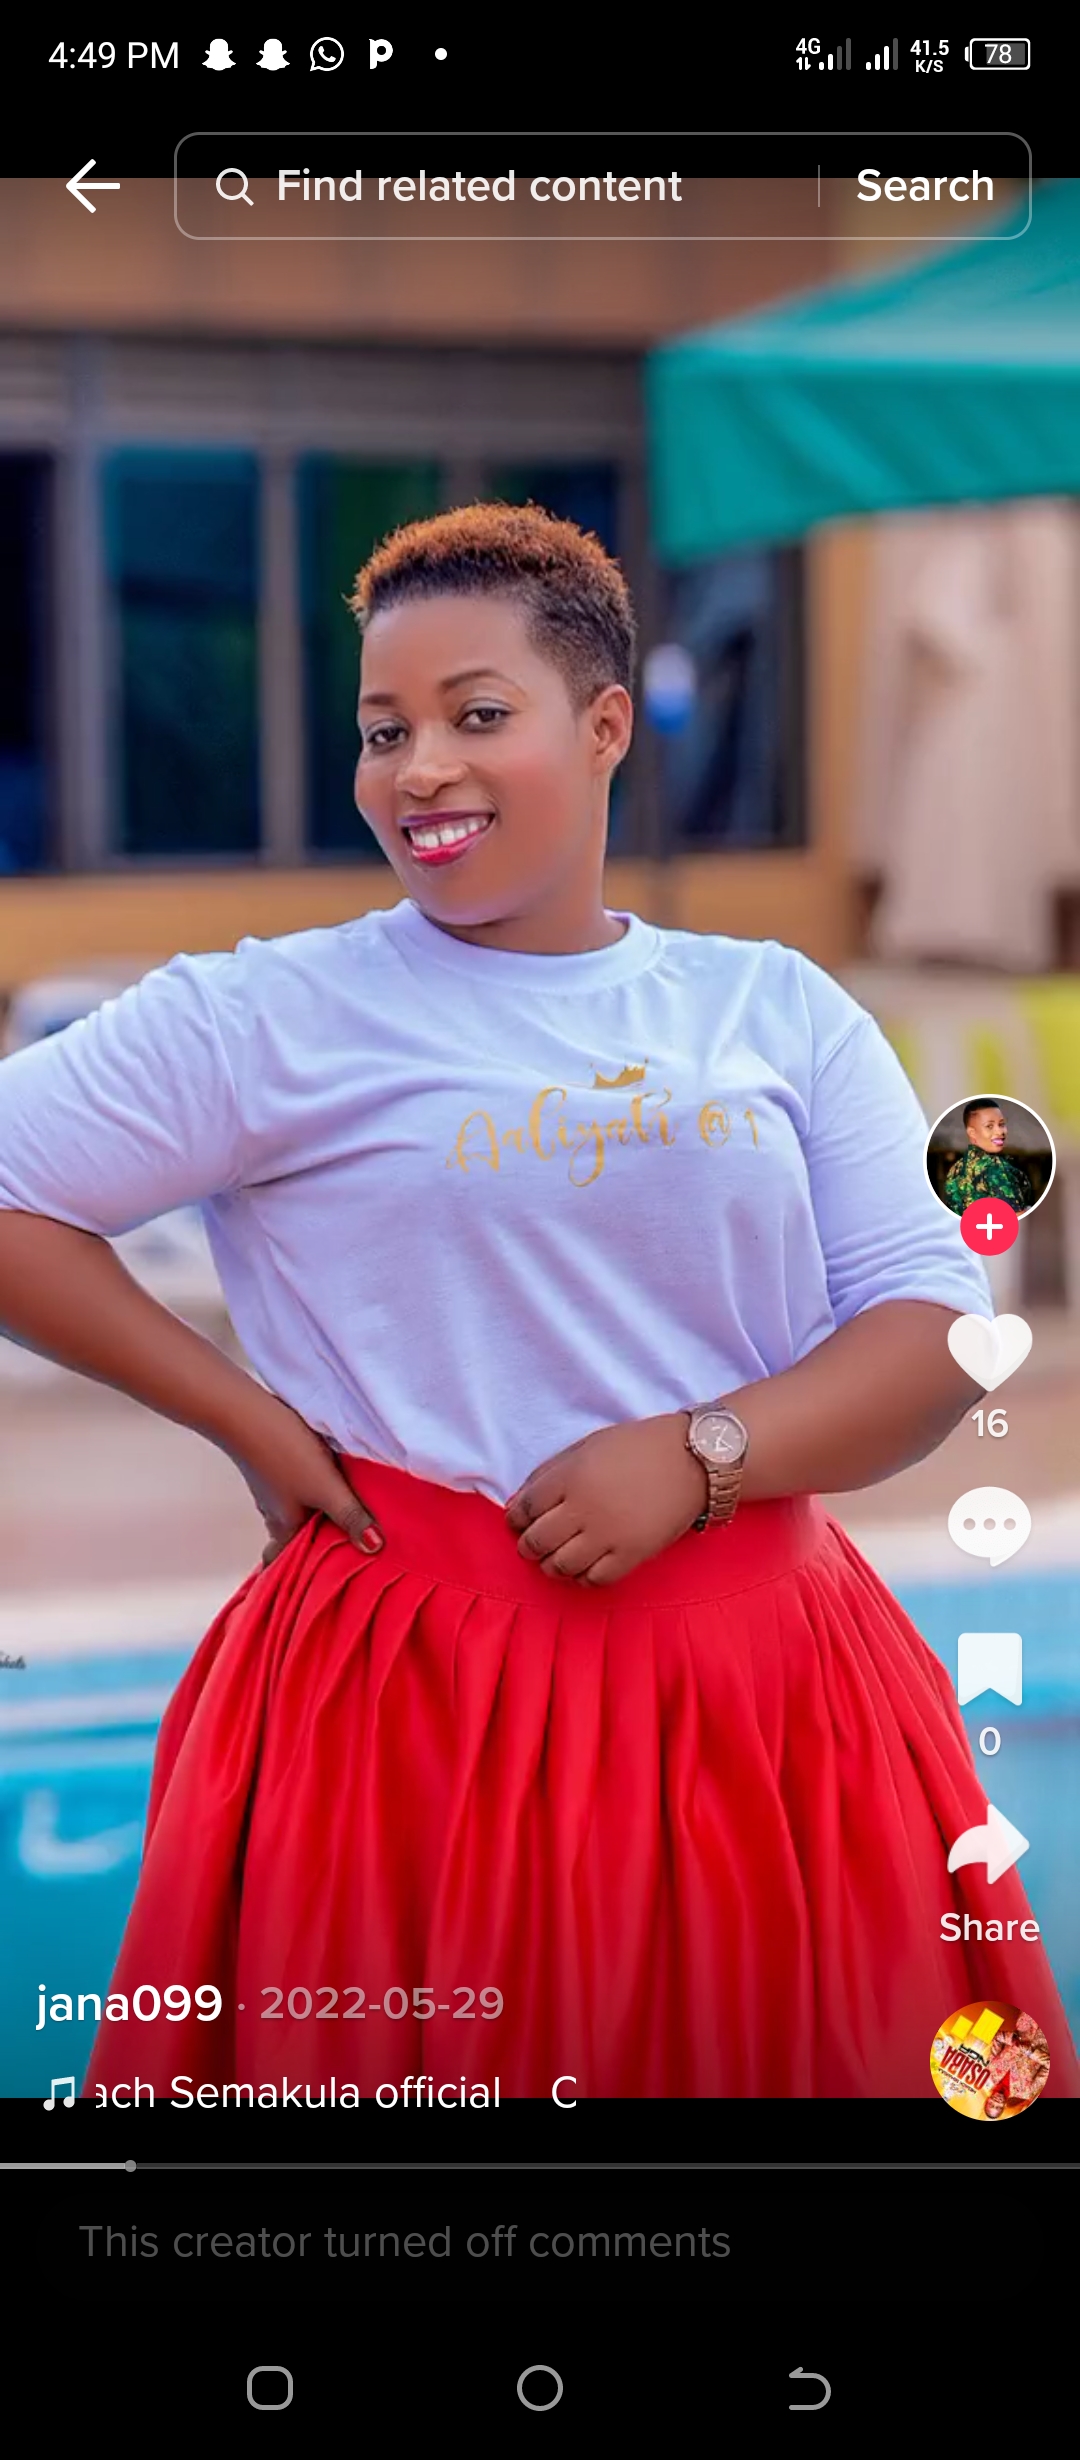 4:49 PM
4G
41.5
K/S
78
Find related content
Search
Aaliyah @ 1
16
0
Share
jana099 · 2022-05-29
ach Semakula official C
This creator turned off comments